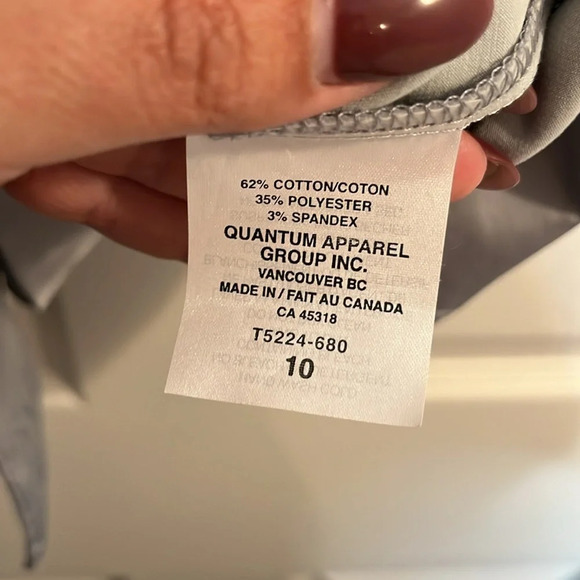 62% COTTON/COTON
35% POLYESTER
3% SPANDEX
QUANTUM APPAREL
GROUP INC.
VANCOUVER BC
MADE IN / FAIT AU CANADA
CA 45318
T5224-680
10